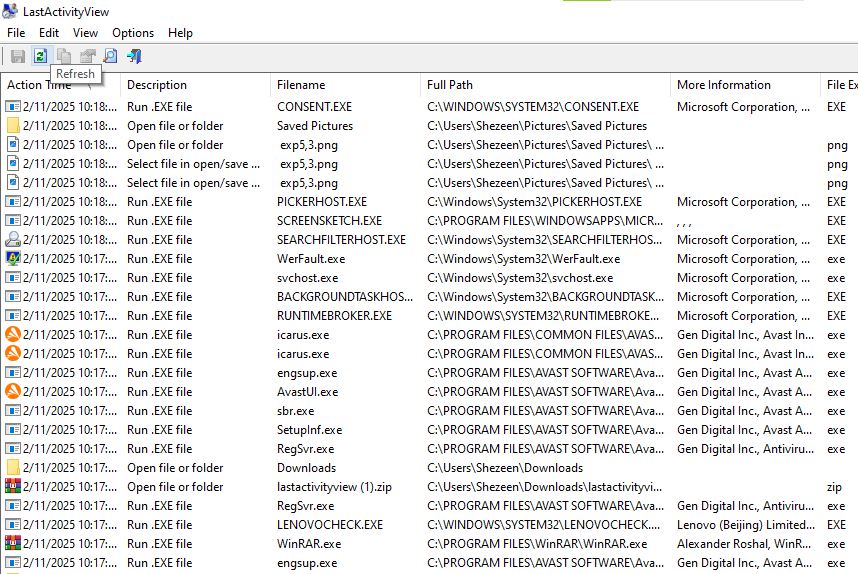 LastActivityView
File Edit View Options Help
Refresh
Action Time Description Filename Full Path More Information File Ex
2/11/2025 10:18:... Run .EXE file CONSENT.EXE C:\WINDOWS\SYSTEM32\CONSENT.EXE Microsoft Corporation, ... EXE
2/11/2025 10:18:... Open file or folder Saved Pictures C:\Users\Shezeen\Pictures\Saved Pictures
2/11/2025 10:18:... Open file or folder exp5,3.png C:\Users\Shezeen\Pictures\Saved Pictures\ ... png
2/11/2025 10:18:... Select file in open/save ... exp5,3.png C:\Users\Shezeen\Pictures\Saved Pictures\ ... png
2/11/2025 10:18:... Select file in open/save ... exp5,3.png C:\Users\Shezeen\Pictures\Saved Pictures\ ... png
2/11/2025 10:18:... Run .EXE file PICKERHOST.EXE C:\Windows\System32\PICKERHOST.EXE Microsoft Corporation, ... EXE
2/11/2025 10:18:... Run .EXE file SCREENSKETCH.EXE C:\PROGRAM FILES\WINDOWSAPPS\MICR... , , , EXE
2/11/2025 10:18:... Run .EXE file SEARCHFILTERHOST.EXE C:\Windows\System32\SEARCHFILTERHOS... Microsoft Corporation, ... EXE
2/11/2025 10:17:... Run .EXE file WerFault.exe C:\Windows\System32\WerFault.exe Microsoft Corporation, ... exe
2/11/2025 10:17:... Run .EXE file svchost.exe C:\Windows\System32\svchost.exe Microsoft Corporation, ... exe
2/11/2025 10:17:... Run .EXE file BACKGROUNDTASKHOS... C:\Windows\System32\BACKGROUNDTASK... Microsoft Corporation, ... EXE
2/11/2025 10:17:... Run .EXE file RUNTIMEBROKER.EXE C:\WINDOWS\SYSTEM32\RUNTIMEBROKE... Microsoft Corporation, ... EXE
2/11/2025 10:17:... Run .EXE file icarus.exe C:\PROGRAM FILES\COMMON FILES\AVAS... Gen Digital Inc., Avast In... exe
2/11/2025 10:17:... Run .EXE file icarus.exe C:\PROGRAM FILES\COMMON FILES\AVAS... Gen Digital Inc., Avast In... exe
2/11/2025 10:17:... Run .EXE file engsup.exe C:\PROGRAM FILES\AVAST SOFTWARE\Ava... Gen Digital Inc., Avast A... exe
2/11/2025 10:17:... Run .EXE file AvastUI.exe C:\PROGRAM FILES\AVAST SOFTWARE\Ava... Gen Digital Inc., Avast A... exe
2/11/2025 10:17:... Run .EXE file sbr.exe C:\PROGRAM FILES\AVAST SOFTWARE\Ava... Gen Digital Inc., Avast A... exe
2/11/2025 10:17:... Run .EXE file SetupInf.exe C:\PROGRAM FILES\AVAST SOFTWARE\Ava... Gen Digital Inc., Avast A... exe
2/11/2025 10:17:... Run .EXE file RegSvr.exe C:\PROGRAM FILES\AVAST SOFTWARE\Ava... Gen Digital Inc., Antiviru... exe
2/11/2025 10:17:... Open file or folder Downloads C:\Users\Shezeen\Downloads
2/11/2025 10:17:... Open file or folder lastactivityview (1).zip C:\Users\Shezeen\Downloads\lastactivityvi... zip
2/11/2025 10:17:... Run .EXE file RegSvr.exe C:\PROGRAM FILES\AVAST SOFTWARE\Ava... Gen Digital Inc., Antiviru... exe
2/11/2025 10:17:... Run .EXE file LENOVOCHECK.EXE C:\WINDOWS\SYSTEM32\LENOVOCHECK.... Lenovo (Beijing) Limited... EXE
2/11/2025 10:17:... Run .EXE file WinRAR.exe C:\PROGRAM FILES\WinRAR\WinRAR.exe Alexander Roshal, WinR... exe
2/11/2025 10:17:... Run .EXE file engsup.exe C:\PROGRAM FILES\AVAST SOFTWARE\Ava... Gen Digital Inc., Avast A... exe